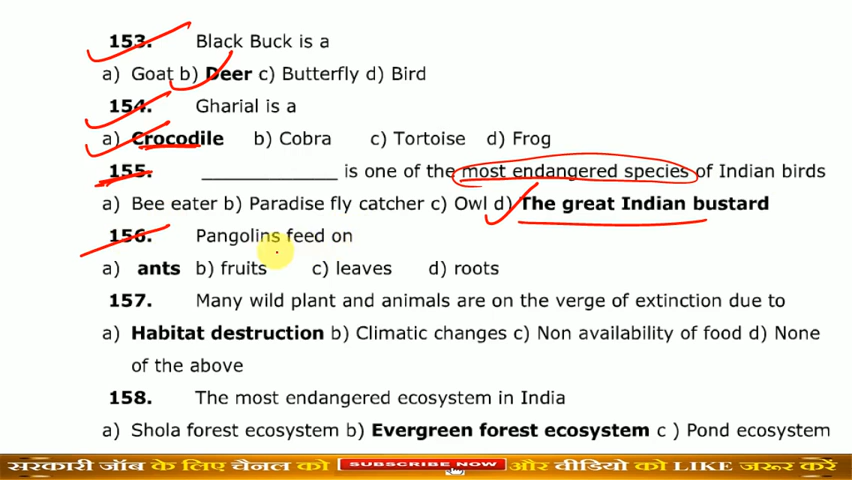 153. Black Buck is a
a) Goat b) Deer c) Butterfly d) Bird
154. Gharial is a
a) Crocodile b) Cobra c) Tortoise d) Frog
155. _____________ is one of the most endangered species of Indian birds
a) Bee eater b) Paradise fly catcher c) Owl d) The great Indian bustard
156. Pangolins feed on
a) ants b) fruits c) leaves d) roots
157. Many wild plant and animals are on the verge of extinction due to
a) Habitat destruction b) Climatic changes c) Non availability of food d) None
of the above
158. The most endangered ecosystem in India
a) Shola forest ecosystem b) Evergreen forest ecosystem c ) Pond ecosystem
सरकारी जॉब के लिए चैनल को SUBSCRIBE NOW और वीडियो को LIKE जरूर करें